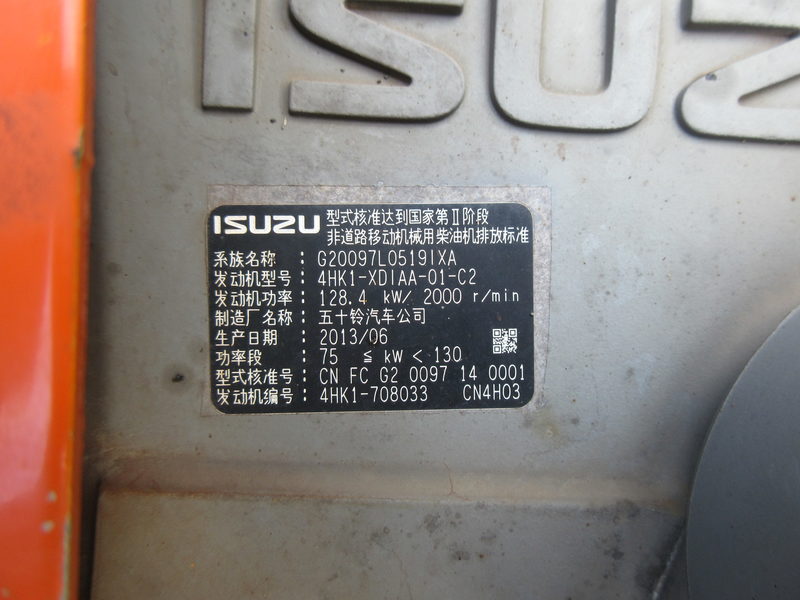 ISUZ
ISUZU 型式核准达到国家第Ⅱ阶段
非道路移动机械用柴油机排放标准
系族名称 : G20097L0519IXA
发动机型号 : 4HK1-XDIAA-01-C2
发动机功率 : 128.4 kW/ 2000 r/min
制造厂名称 : 五十铃汽车公司
生产日期 : 2013/06
功率段 : 75 ≦ kW < 130
型式核准号 : CN FC G2 0097 14 0001
发动机编号 : 4HK1-708033 CN4H03